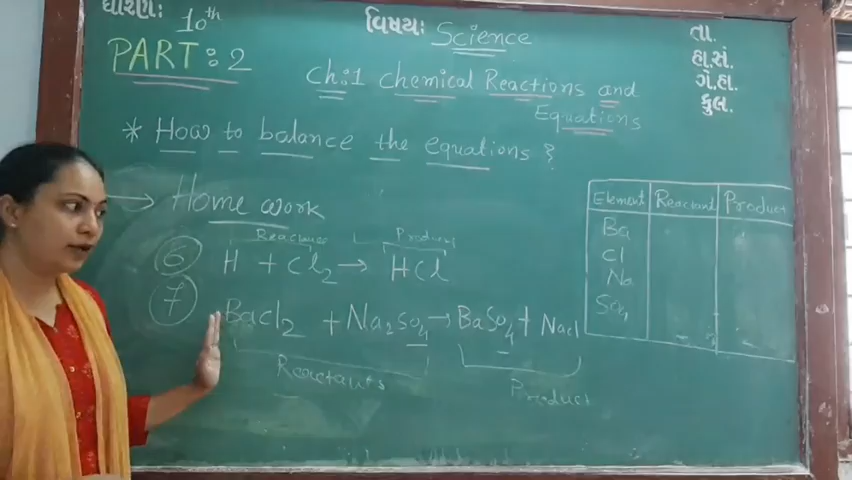 ધોરણ: 10th
વિષય: Science
તા.
હા.સં.
ગે.હા.
કુલ.
PART: 2
Ch:1 chemical Reactions and
Equations
* How to balance the equations ?
→ Home work
Reactants Product
6 H + Cl2 → HCl
7 BaCl2 + Na2SO4 → BaSO4 + NaCl
Reactants Product
Element Reactant Product
Ba
Cl
Na
SO4